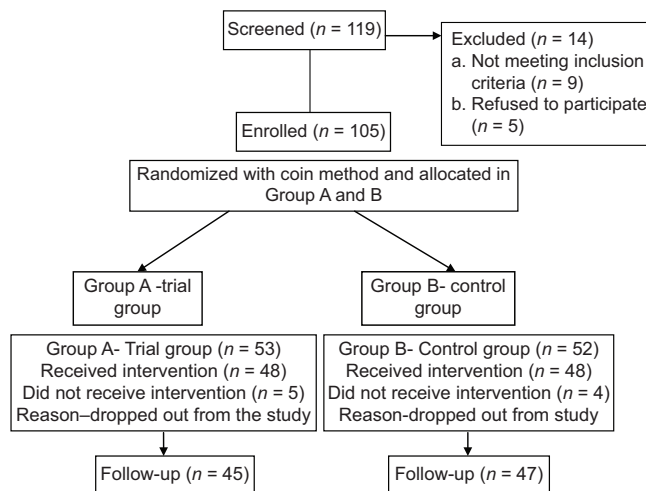 Screened (n = 119)
Excluded (n = 14)
a. Not meeting inclusion
criteria (n = 9)
b. Refused to participate
(n = 5)
Enrolled (n = 105)
Randomized with coin method and allocated in
Group A and B
Group A -trial
group
Group B- control
group
Group A- Trial group (n = 53)
Received intervention (n = 48)
Did not receive intervention (n = 5)
Reason–dropped out from the study
Group B- Control group (n = 52)
Received intervention (n = 48)
Did not receive intervention (n = 4)
Reason-dropped out from study
Follow-up (n = 45)
Follow-up (n = 47)